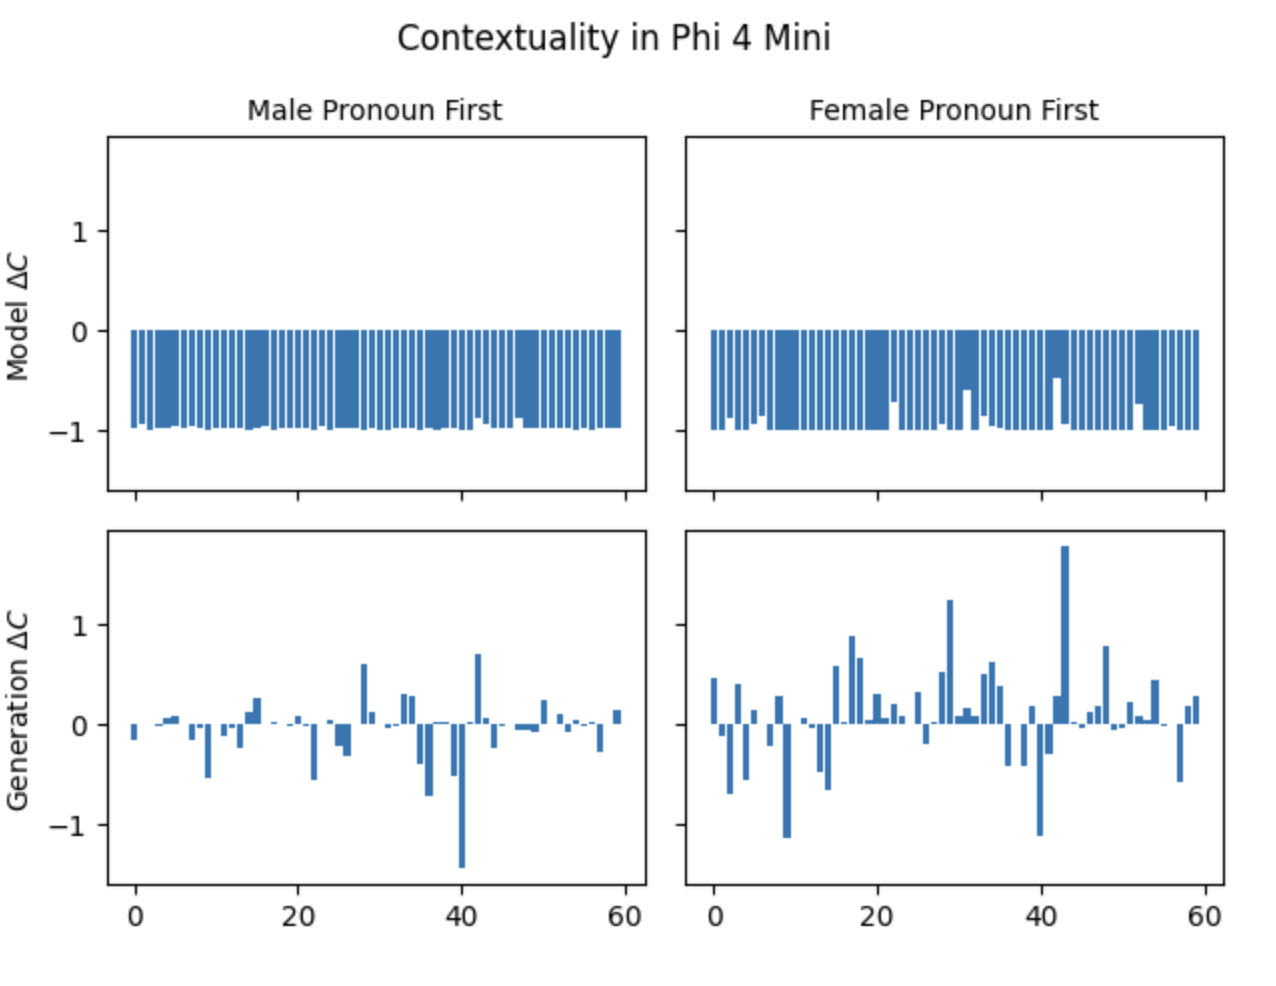 Contextuality in Phi 4 Mini
Male Pronoun First
Female Pronoun First
Model ΔC
1
0
−1
Generation ΔC
1
0
−1
0 20 40 60
0 20 40 60